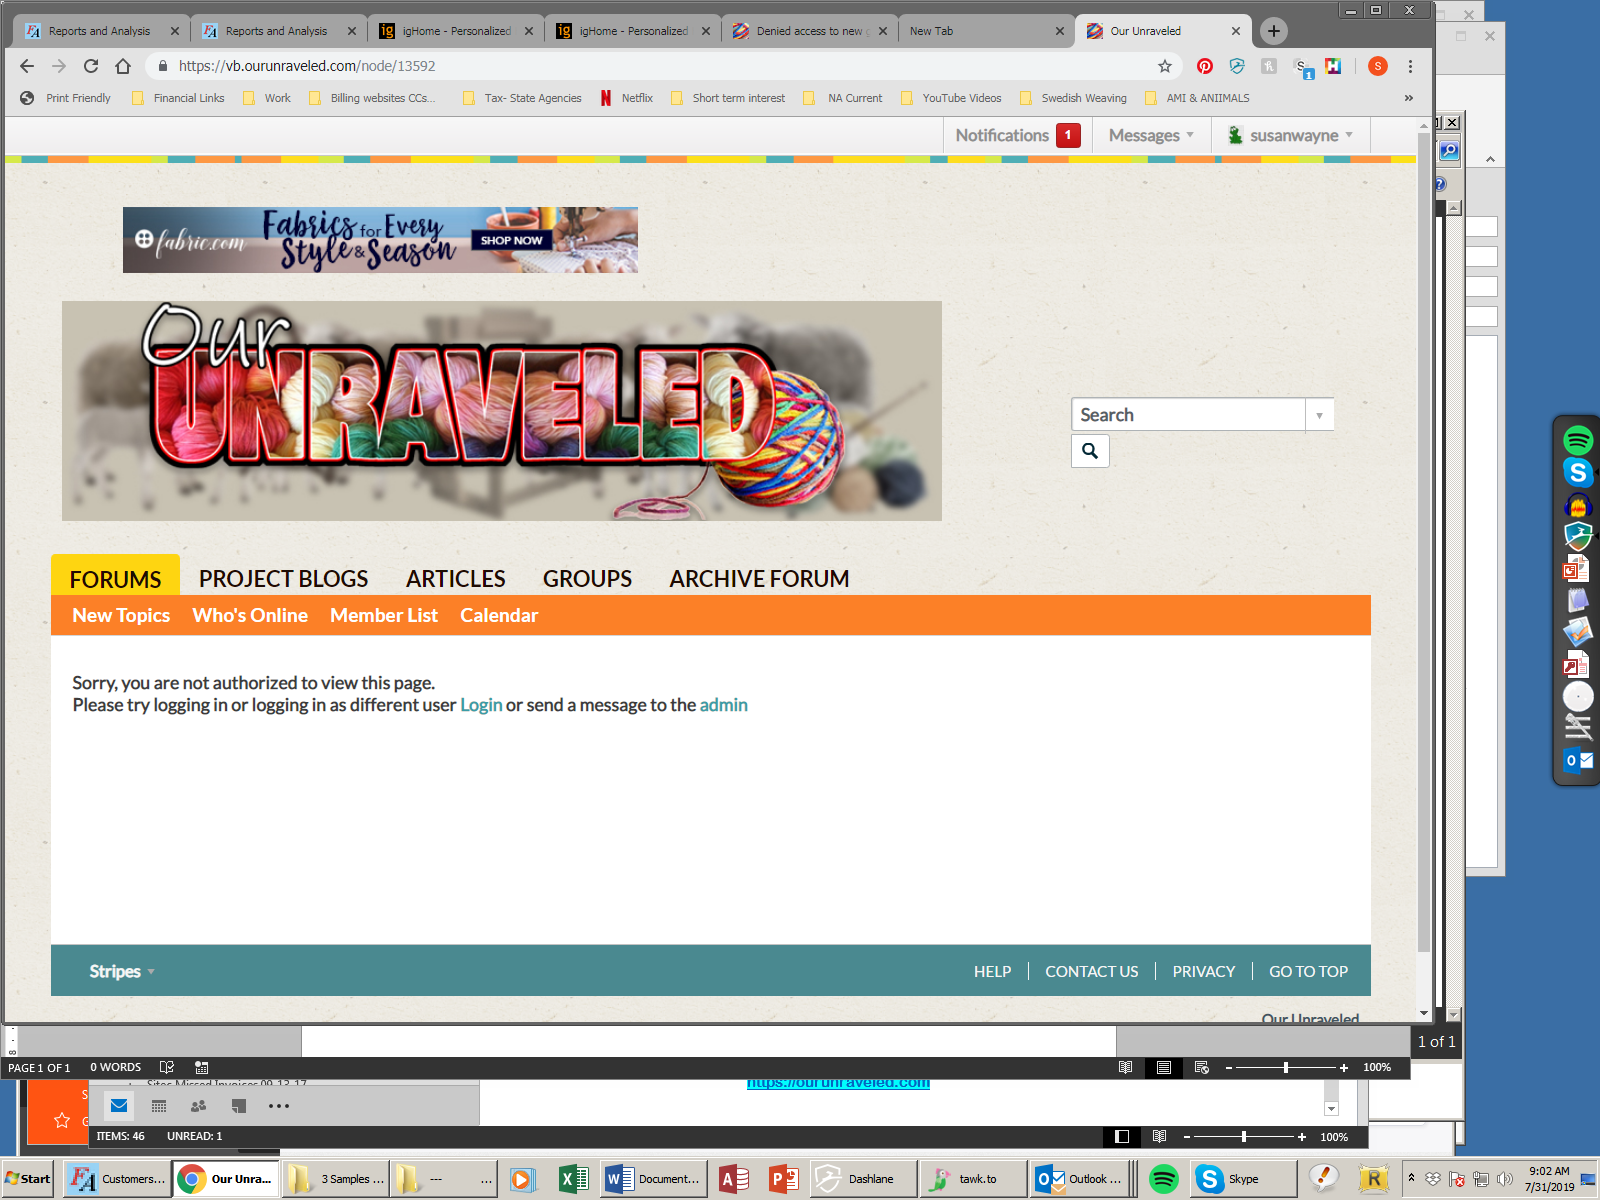 Reports and Analysis
Reports and Analysis
igHome - Personalized
igHome - Personalized
Denied access to new
New Tab
Our Unraveled
https://vb.ourunraveled.com/node/13592
Print Friendly
Financial Links
Work
Billing websites CCs...
Tax- State Agencies
Netflix
Short term interest
NA Current
YouTube Videos
Swedish Weaving
AMI & ANIIMALS
Notifications 1
Messages
susanwayne
fabric.com
Fabrics for Every
Style & Season
SHOP NOW
Our
UNRAVELED
Search
FORUMS PROJECT BLOGS ARTICLES GROUPS ARCHIVE FORUM
New Topics Who's Online Member List Calendar
Sorry, you are not authorized to view this page.
Please try logging in or logging in as different user Login or send a message to the admin
Stripes
HELP CONTACT US PRIVACY GO TO TOP
Our Unraveled
1 of 1
PAGE 1 OF 1 0 WORDS 100%
Sites Missed Invoices 09-13-17
https://ourunraveled.com
ITEMS: 46 UNREAD: 1 100%
Start
Customers...
Our Unra...
3 Samples ...
--- ...
Document...
Dashlane
tawk.to
Outlook ...
Skype
9:02 AM
7/31/2019